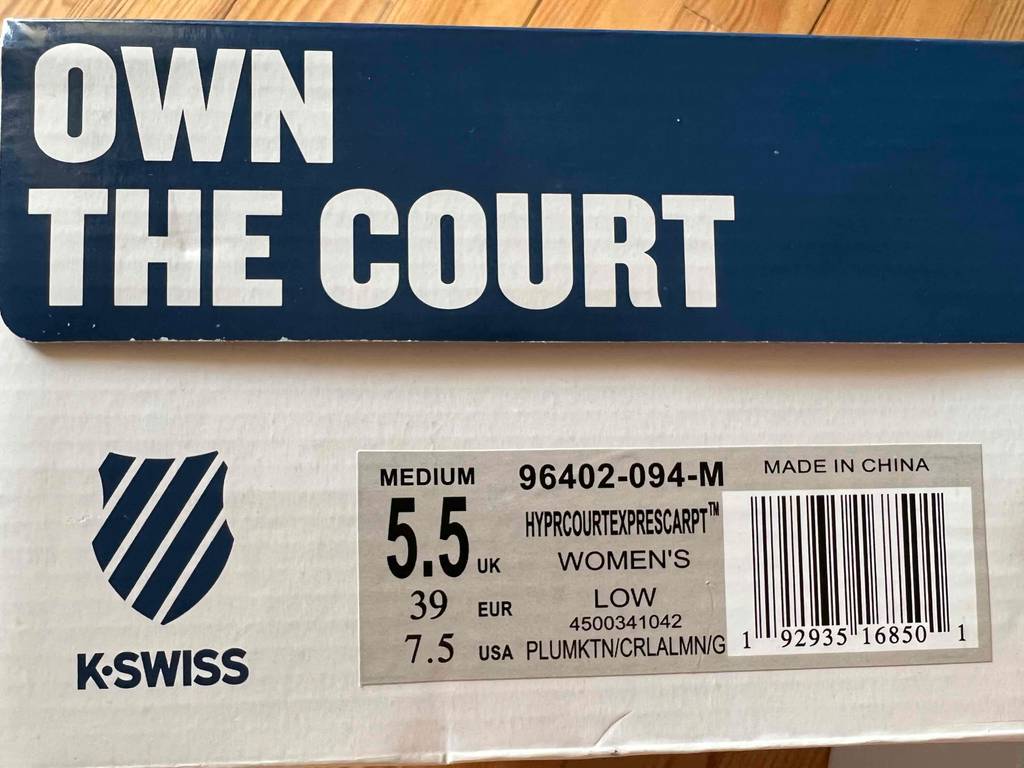 OWN
THE COURT
K•SWISS
MEDIUM
5.5 UK
39 EUR
7.5 USA
96402-094-M
HYPRCOURTEXPRESCARPT™
WOMEN'S
LOW
4500341042
PLUMKTN/CRLALMN/G
MADE IN CHINA
1 92935 16850 1